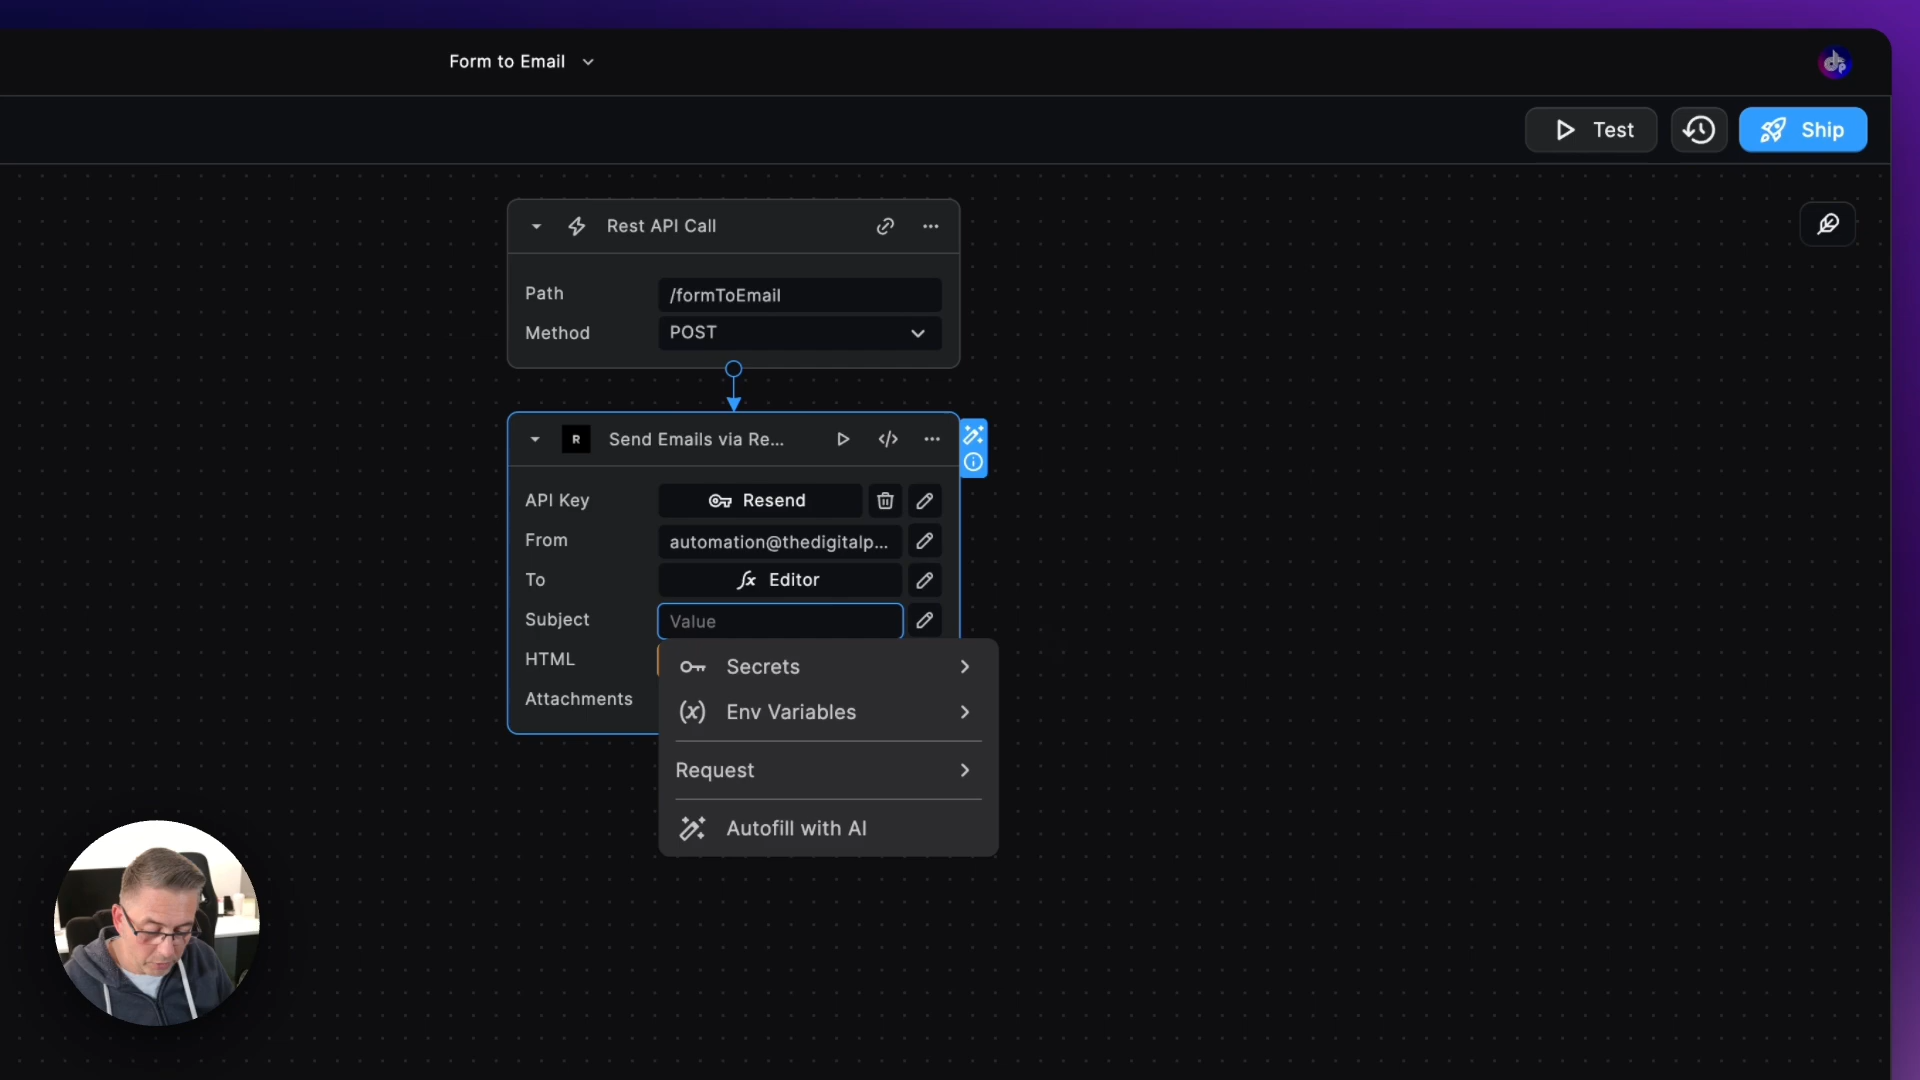 Form to Email
Test
Ship
Rest API Call
Path
/formToEmail
Method
POST
R
Send Emails via Re...
API Key
Resend
From
automation@thedigitalp...
To
fx Editor
Subject
Value
HTML
Attachments
Secrets
(x) Env Variables
Request
Autofill with AI